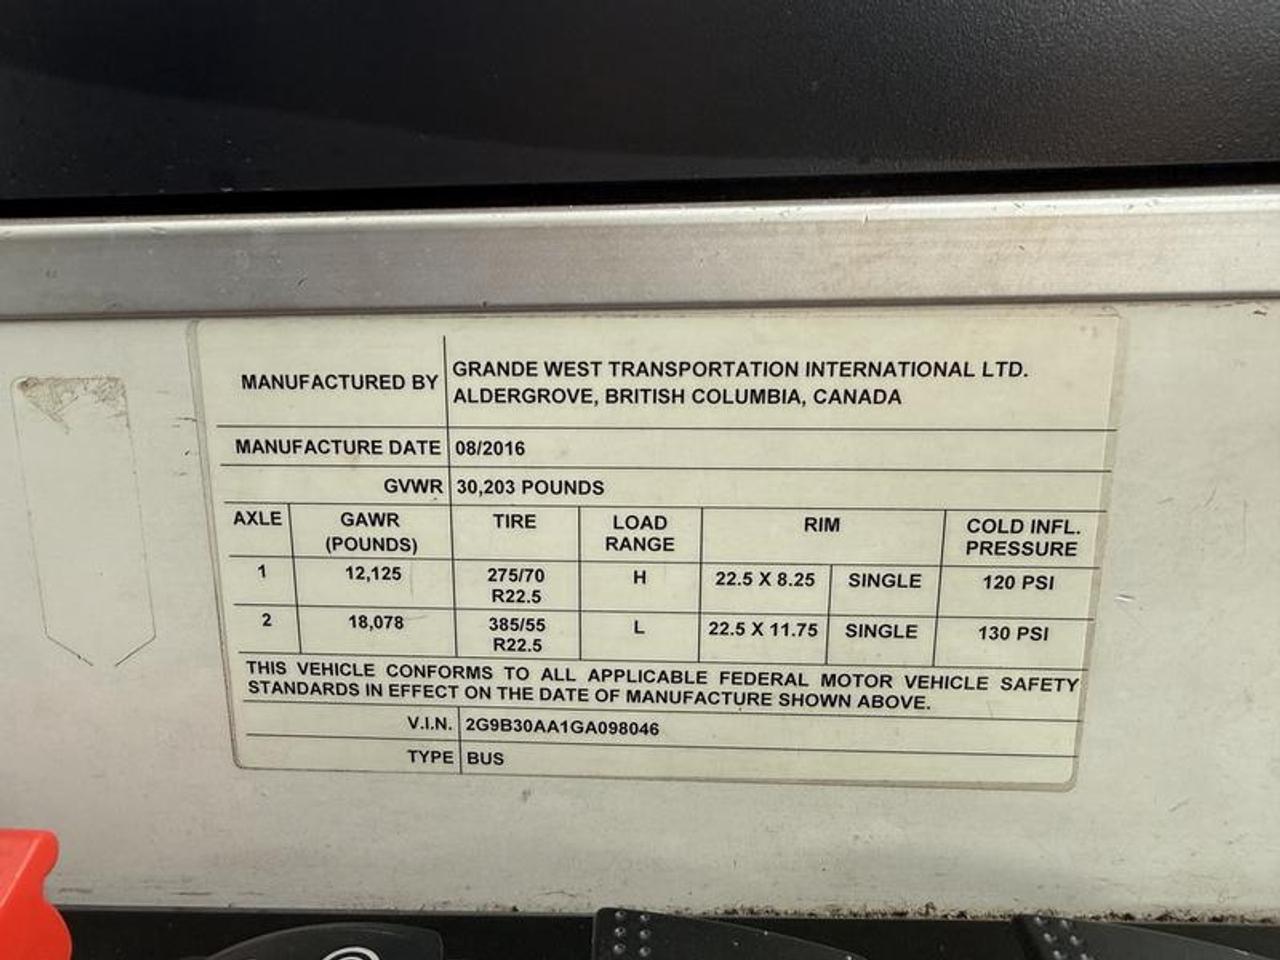 MANUFACTURED BY GRANDE WEST TRANSPORTATION INTERNATIONAL LTD.
ALDERGROVE, BRITISH COLUMBIA, CANADA
MANUFACTURE DATE 08/2016
GVWR 30,203 POUNDS
AXLE GAWR (POUNDS) TIRE LOAD RANGE RIM COLD INFL. PRESSURE
1 12,125 275/70 R22.5 H 22.5 X 8.25 SINGLE 120 PSI
2 18,078 385/55 R22.5 L 22.5 X 11.75 SINGLE 130 PSI
THIS VEHICLE CONFORMS TO ALL APPLICABLE FEDERAL MOTOR VEHICLE SAFETY
STANDARDS IN EFFECT ON THE DATE OF MANUFACTURE SHOWN ABOVE.
V.I.N. 2G9B30AA1GA098046
TYPE BUS